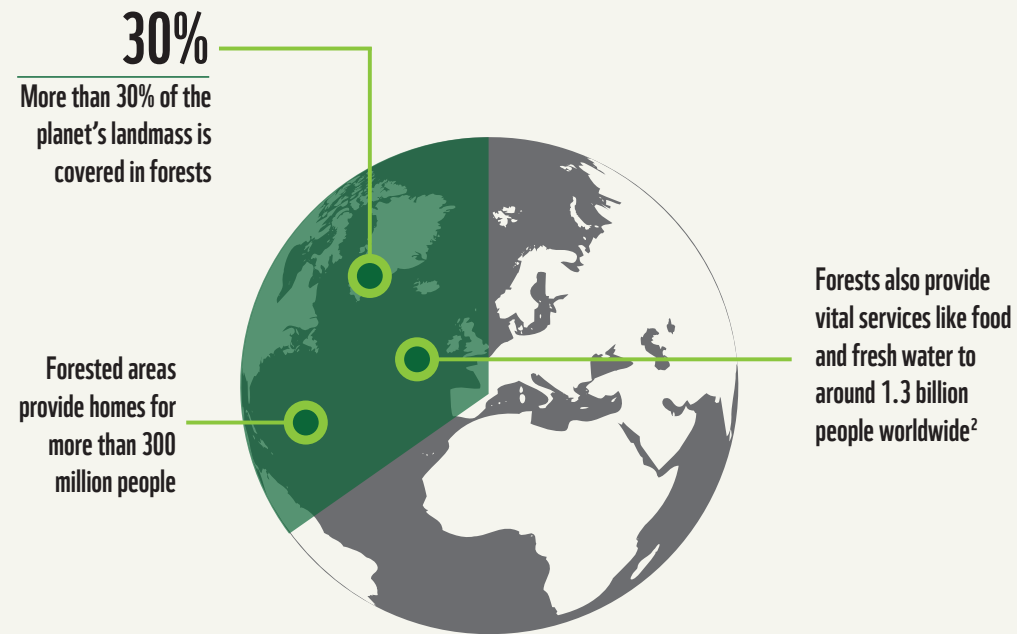 30%
More than 30% of the
planet’s landmass is
covered in forests
Forested areas
provide homes for
more than 300
million people
Forests also provide
vital services like food
and fresh water to
around 1.3 billion
people worldwide²